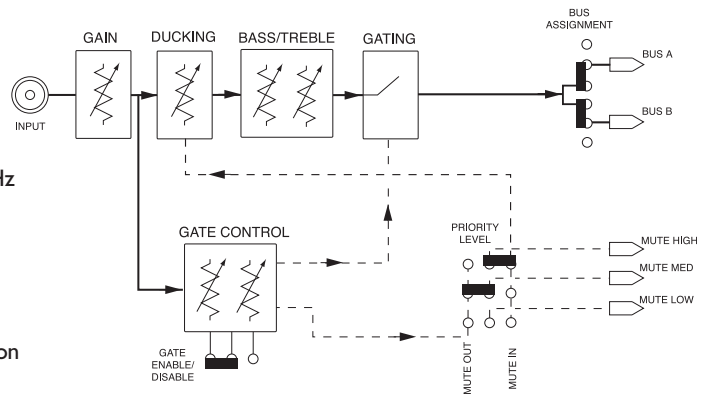 BUS
ASSIGNMENT
GAIN
DUCKING
BASS/TREBLE
GATING
BUS A
INPUT
BUS B
Hz
GATE CONTROL
PRIORITY
LEVEL
MUTE HIGH
MUTE MED
MUTE LOW
on
GATE
ENABLE/
DISABLE
MUTE OUT
MUTE IN